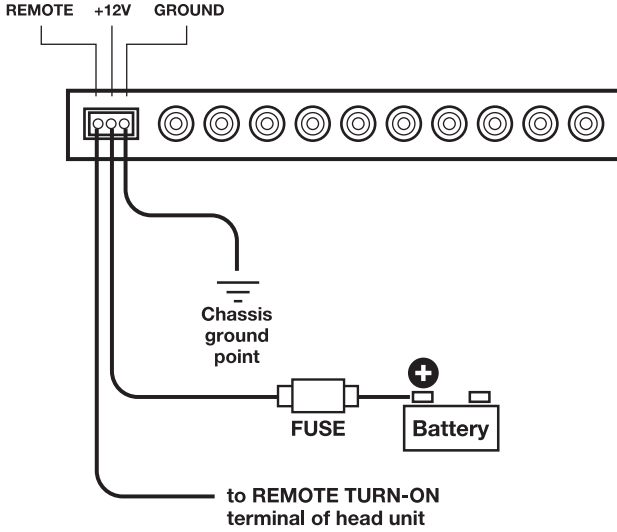 REMOTE +12V GROUND
Chassis
ground
point
+
FUSE
Battery
to REMOTE TURN-ON
terminal of head unit